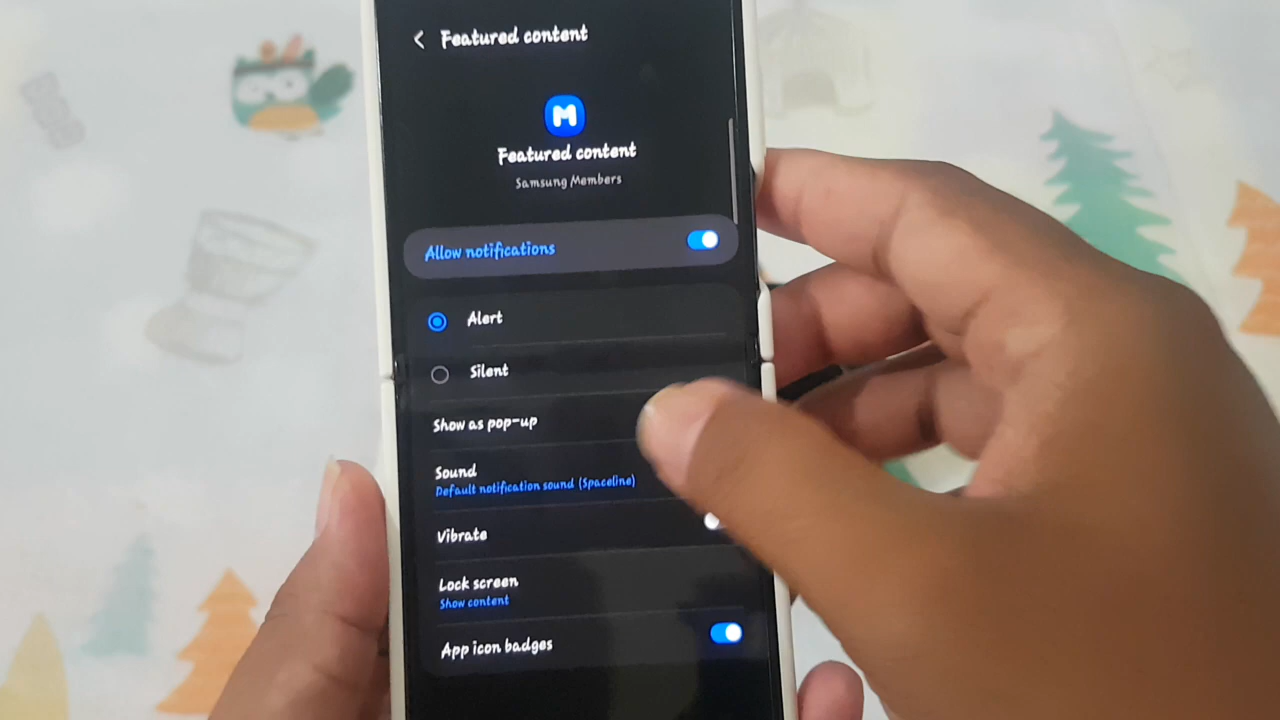 Featured content
M
Featured content
Samsung Members
Allow notifications
Alert
Silent
Show as pop-up
Sound
Default notification sound (Spaceline)
Vibrate
Lock screen
Show content
App icon badges